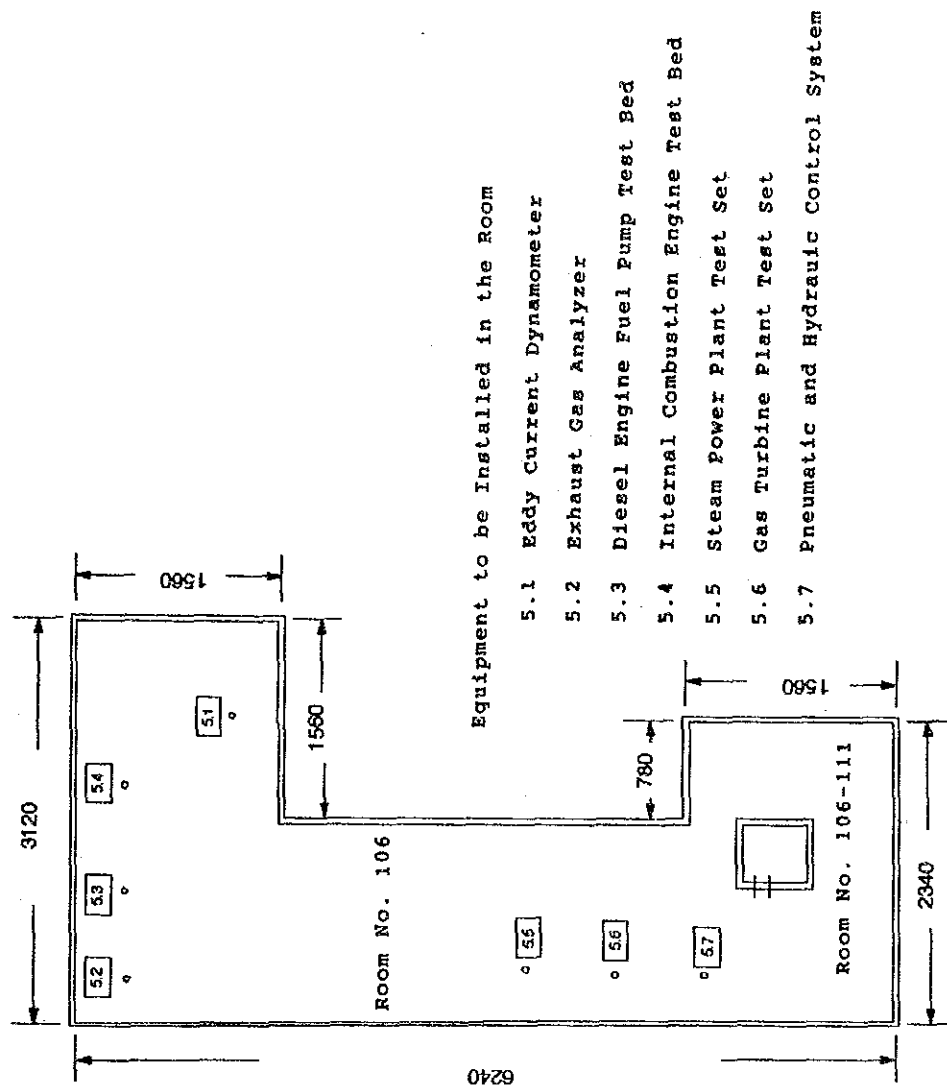 3120
1560
5.2
5.3
5.4
5.1
1560
Room No. 106
6240
5.5
5.6
5.7
780
1560
Room No. 106-111
2340
Equipment to be Installed in the Room
5.1 Eddy Current Dynamometer
5.2 Exhaust Gas Analyzer
5.3 Diesel Engine Fuel Pump Test Bed
5.4 Internal Combustion Engine Test Bed
5.5 Steam Power Plant Test Set
5.6 Gas Turbine Plant Test Set
5.7 Pneumatic and Hydrauic Control System